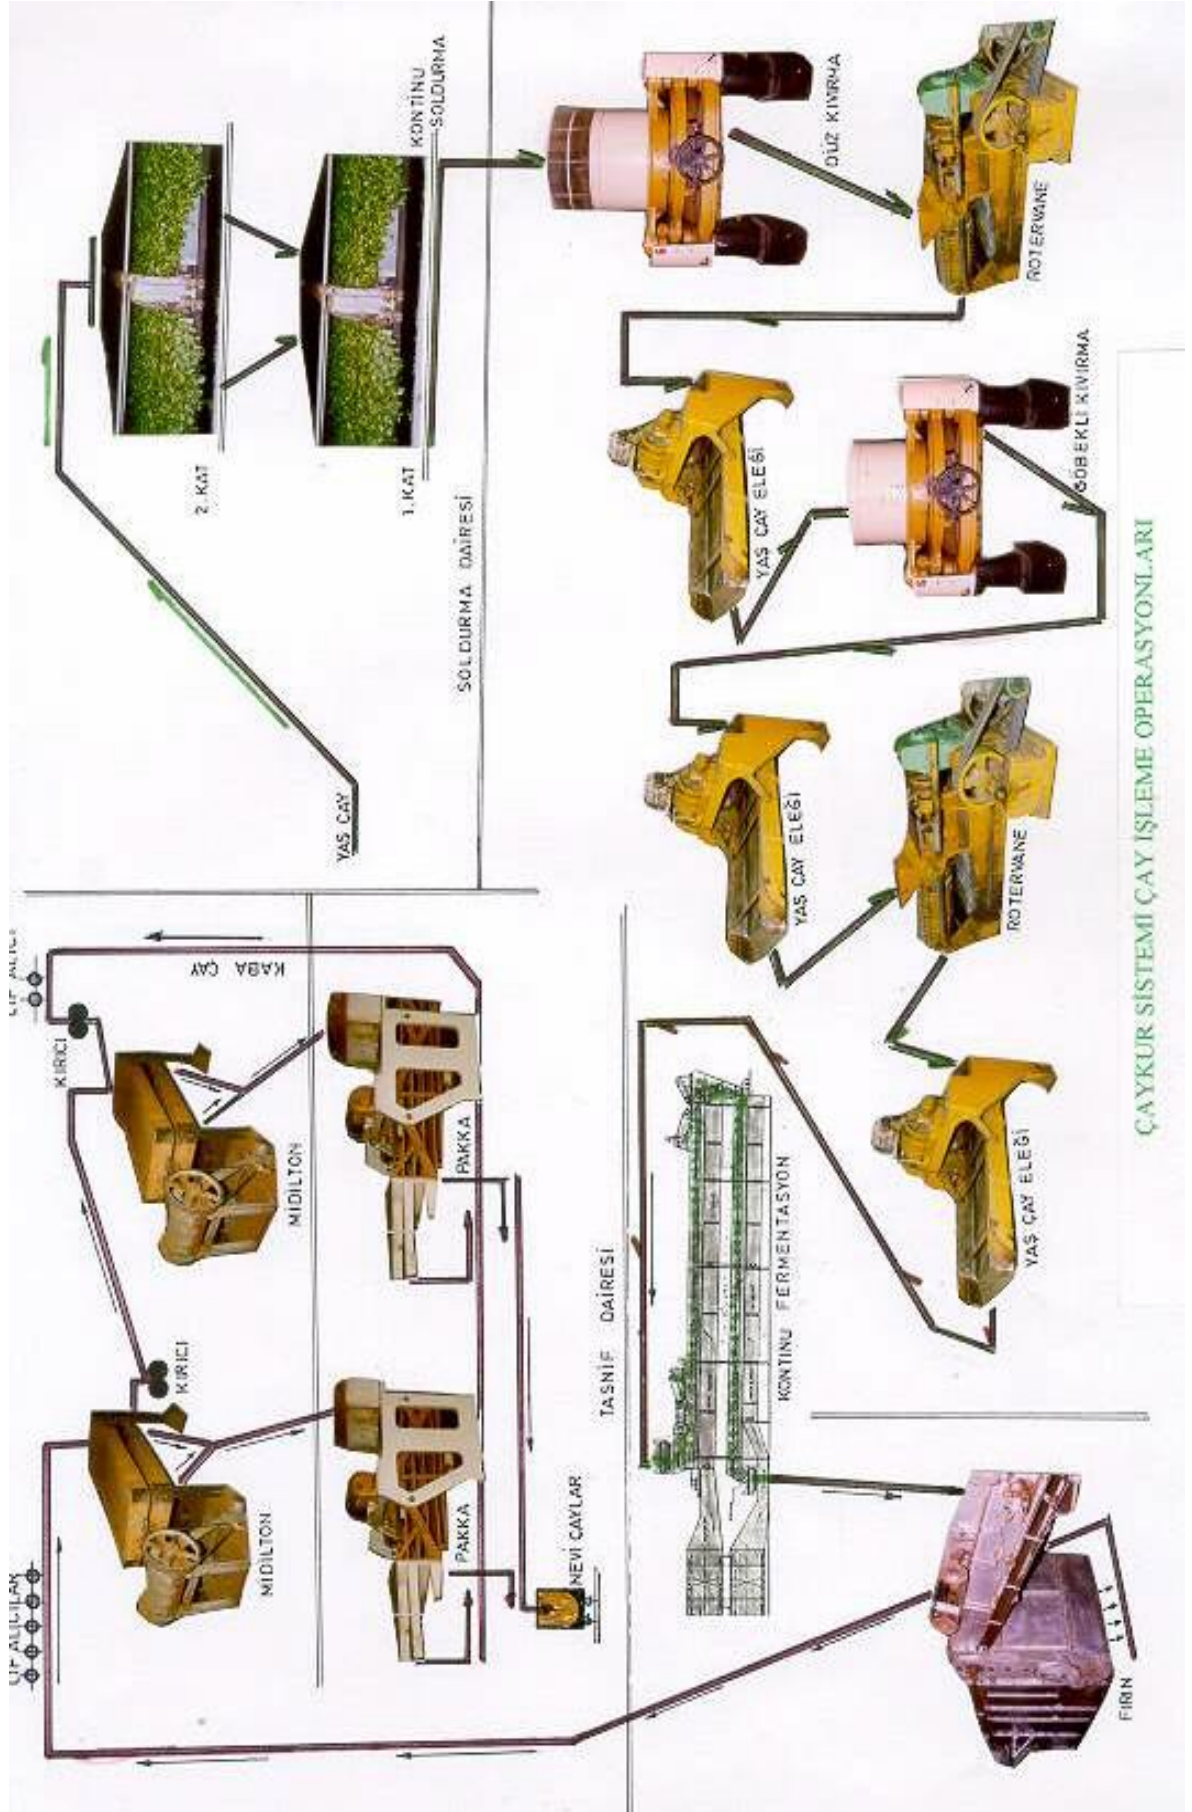 KIRICI
KIRICI
2.KAT
KABA ÇAY
MİDİLTON
MİDİLTON
YAŞ ÇAY
1.KAT
KONTİNU
SOLDURMA
PAKKA
PAKKA
SOLDURMA DAİRESİ
NEVİ ÇAYLAR
TASNİF DAİRESİ
YAŞ ÇAY ELEĞİ
KONTİNU FERMENTASYON
YAŞ ÇAY ELEĞİ
DÜZ KIVIRMA
ROTERVANE
YAŞ ÇAY ELEĞİ
ROTERVANE
GÖBEKLİ KIVIRMA
FIRIN
ÇAYKUR SİSTEMİ ÇAY İŞLEME OPERASYONLARI